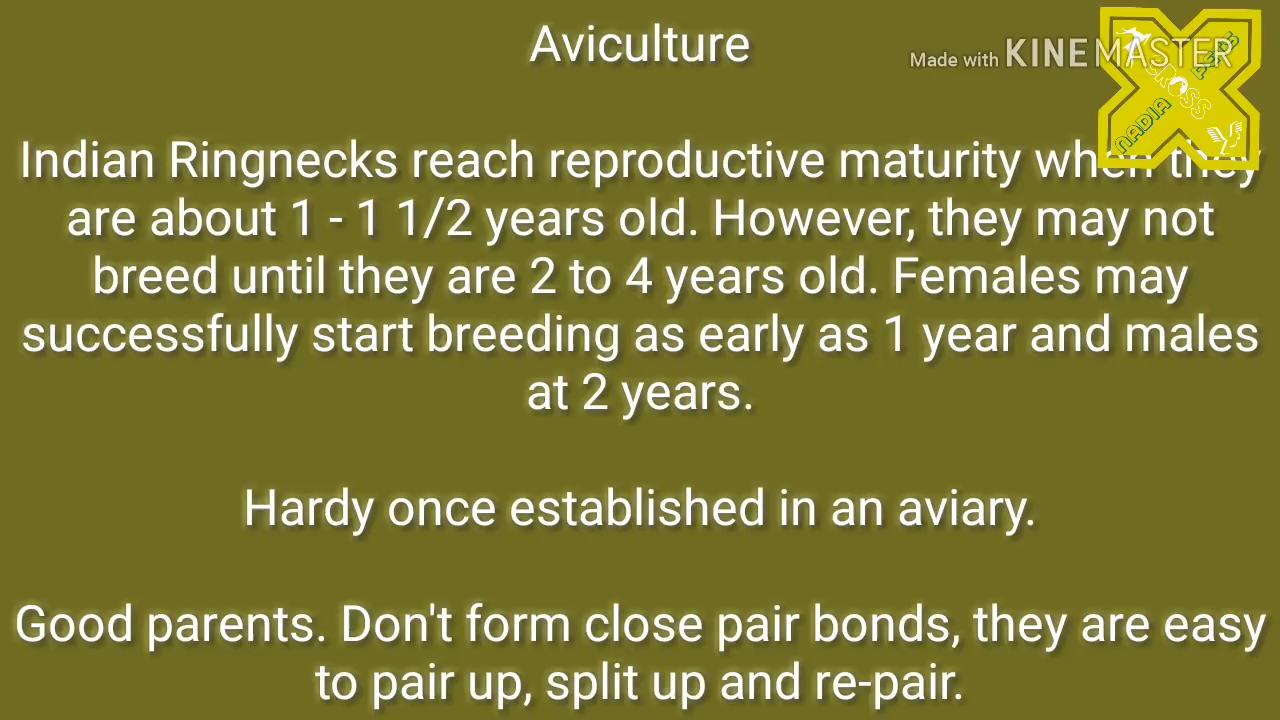 Aviculture
Made with KINEMASTER
NADIA CROSS PETS
Indian Ringnecks reach reproductive maturity when they
are about 1 - 1 1/2 years old. However, they may not
breed until they are 2 to 4 years old. Females may
successfully start breeding as early as 1 year and males
at 2 years.
Hardy once established in an aviary.
Good parents. Don't form close pair bonds, they are easy
to pair up, split up and re-pair.